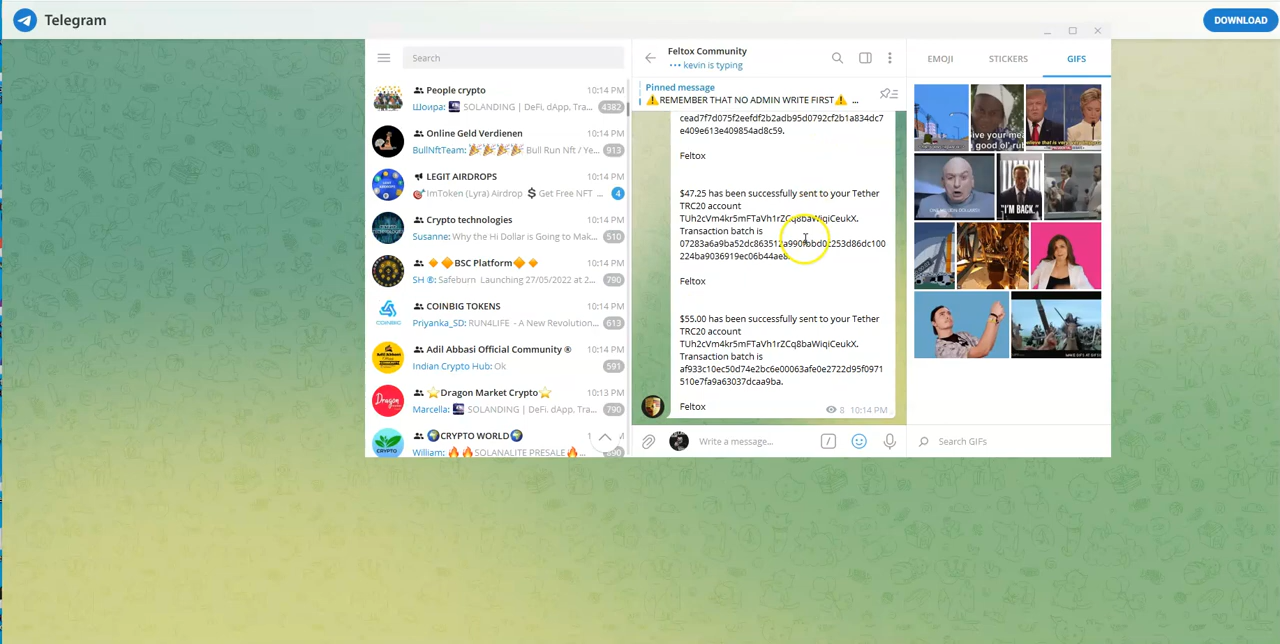 Telegram
DOWNLOAD
Search
People crypto
10:14 PM
Шоира: SOLANDING | DeFi, dApp, Tra...
4382
Online Geld Verdienen
10:14 PM
BullNftTeam: 🎉🎉🎉🎉 Bull Run Nft / Ye...
913
LEGIT AIRDROPS
10:14 PM
🎯ImToken (Lyra) Airdrop 💲 Get Free NFT ...
4
Crypto technologies
10:14 PM
Susanne: Why the Hi Dollar is Going to Mak...
510
🔸🔶BSC Platform🔶🔸
10:14 PM
SH ®: Safeburn Launching 27/05/2022 at 2...
790
COINBIG TOKENS
10:14 PM
Priyanka_SD: RUN4LIFE - A New Revolution...
613
Adil Abbasi Official Community ®
10:14 PM
Indian Crypto Hub: Ok
591
⭐Dragon Market Crypto⭐
10:13 PM
Marcella: SOLANDING | DeFi, dApp, Tra...
790
🌍CRYPTO WORLD🌍
William: 🔥🔥SOLANALITE PRESALE🔥...
Feltox Community
kevin is typing
Pinned message
⚠️REMEMBER THAT NO ADMIN WRITE FIRST⚠️ ...
cead7f7d075f2eefdf2b2adb95d0792cf2b1a834dc7
e409e613e409854ad8c59.
Feltox
$47.25 has been successfully sent to your Tether
TRC20 account
TUh2cVm4kr5mFTaVh1rZCq8baWiqiCeukX.
Transaction batch is
224ba9036919ec06b44ae8
Feltox
$55.00 has been successfully sent to your Tether
TRC20 account
TUh2cVm4kr5mFTaVh1rZCq8baWiqiCeukX.
Transaction batch is
af933c10ec50d74e2bc6e00063afe0e2722d95f0971
510e7fa9a63037dcaa9ba.
Feltox
8 10:14 PM
Write a message...
EMOJI
STICKERS
GIFS
"I'M BACK."
Search GIFs